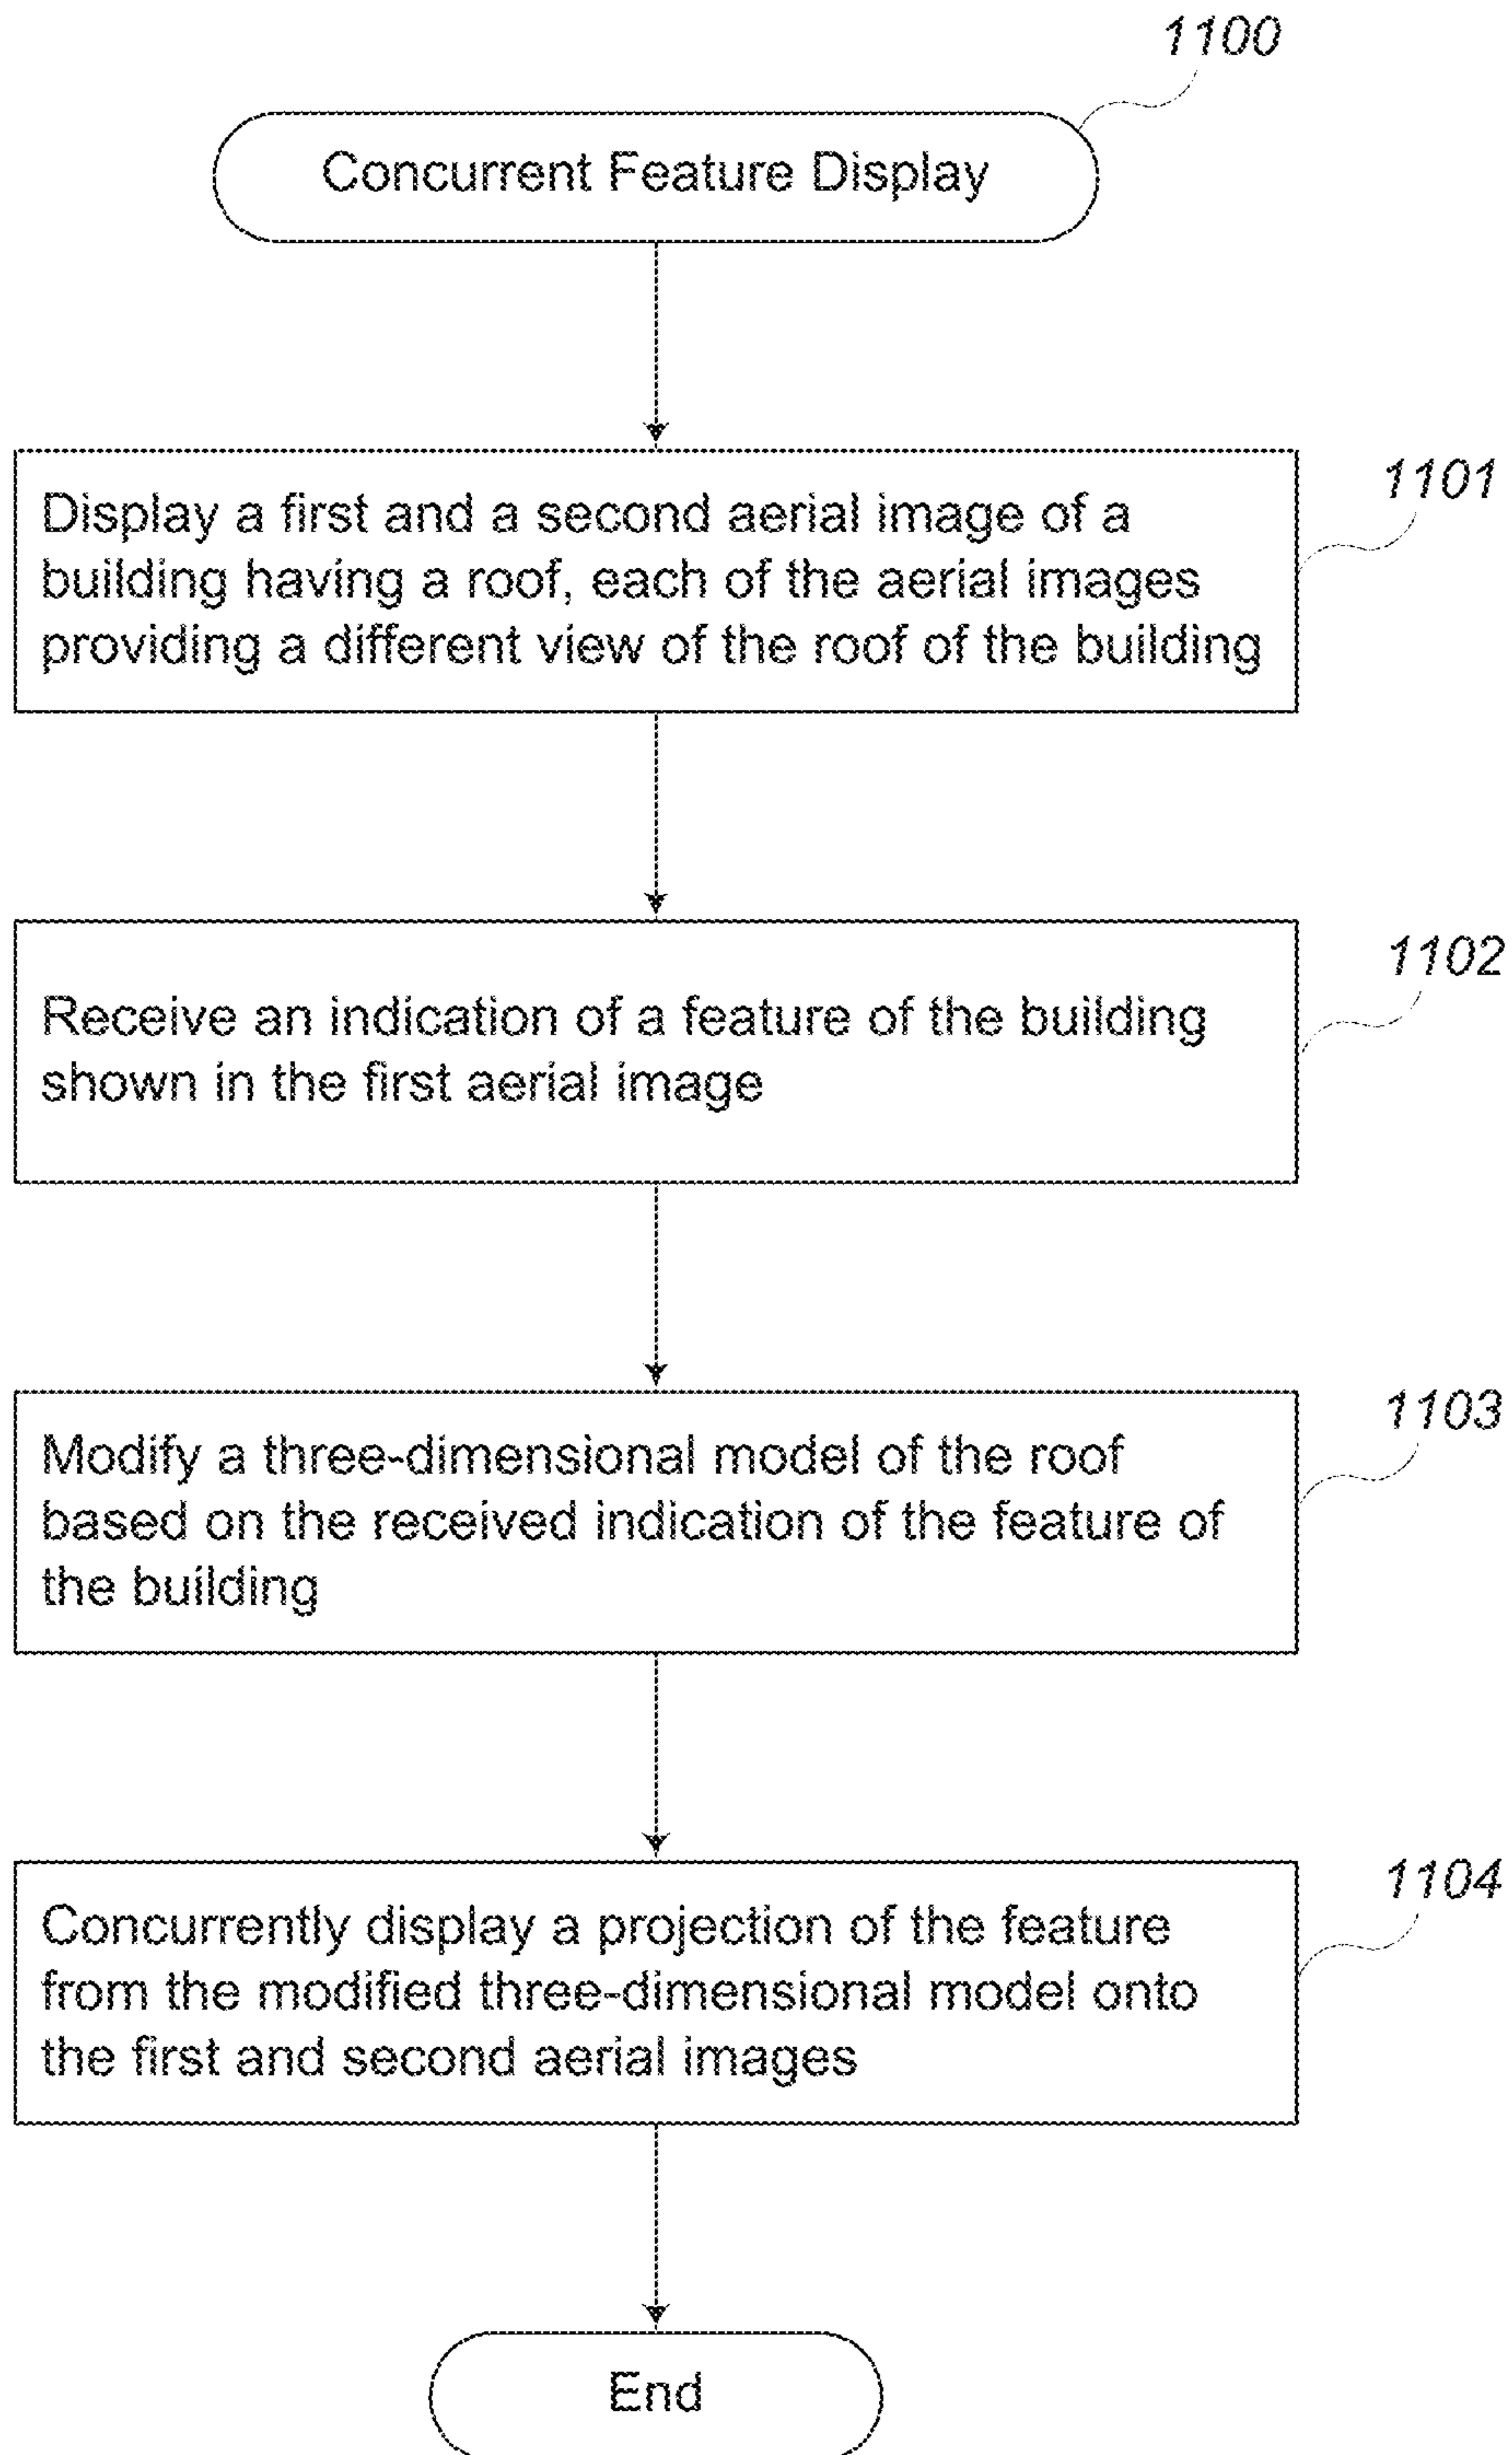 1100
Concurrent Feature Display
1101
Display a first and a second aerial image of a
building having a roof, each of the aerial images
providing a different view of the roof of the building
1102
Receive an indication of a feature of the building
shown in the first aerial image
1103
Modify a three-dimensional model of the roof
based on the received indication of the feature of
the building
1104
Concurrently display a projection of the feature
from the modified three-dimensional model onto
the first and second aerial images
End